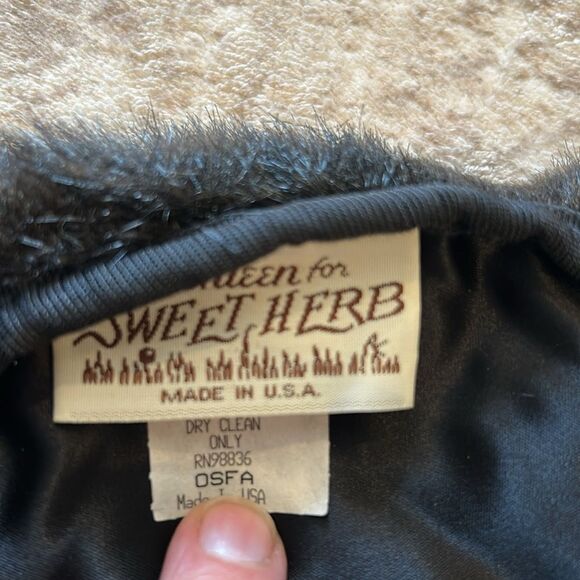 for
SWEET HERB
MADE IN U.S.A.
DRY CLEAN
ONLY
RN98836
OSFA
Made USA